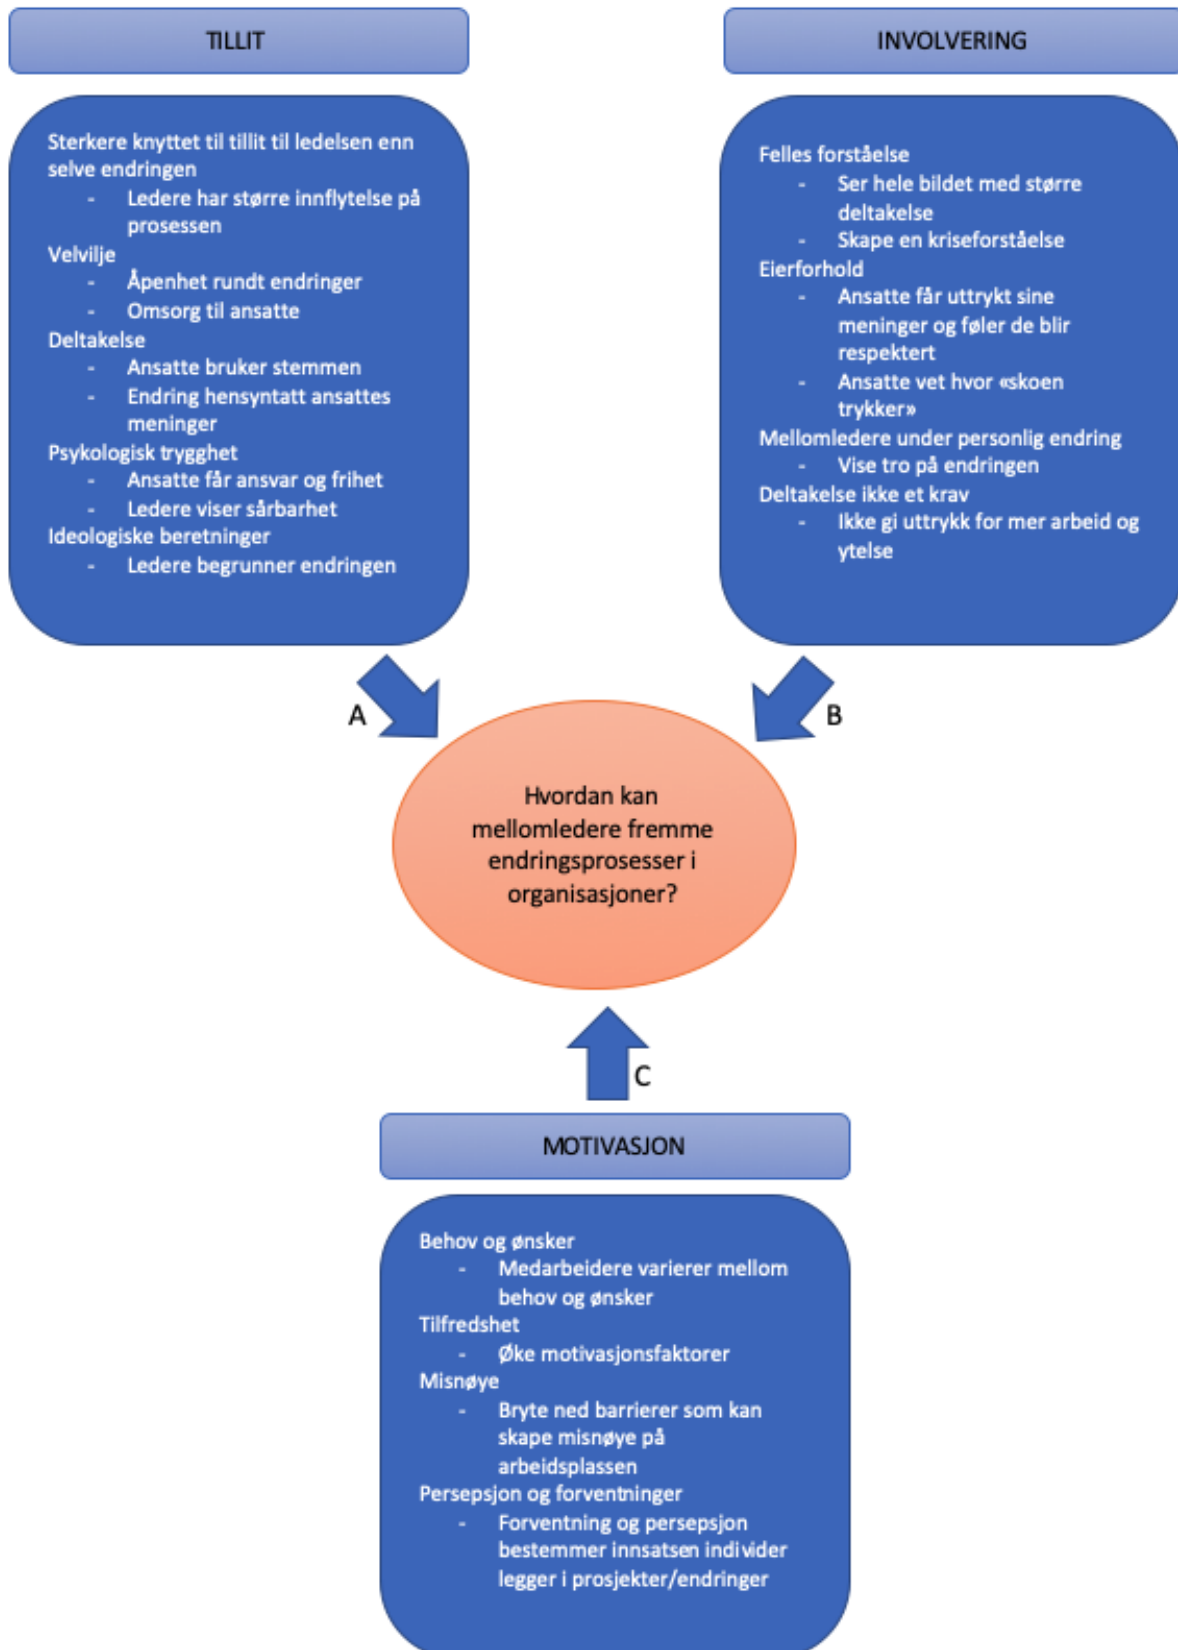 TILLIT
Sterkere knyttet til tillit til ledelsen enn
selve endringen
- Ledere har større innflytelse på
prosessen
Velvilje
- Åpenhet rundt endringer
- Omsorg til ansatte
Deltakelse
- Ansatte bruker stemmen
- Endring hensyntatt ansattes
meninger
Psykologisk trygghet
- Ansatte får ansvar og frihet
- Ledere viser sårbarhet
Ideologiske beretninger
- Ledere begrunner endringen
INVOLVERING
Felles forståelse
- Ser hele bildet med større
deltakelse
- Skape en kriseforståelse
Eierforhold
- Ansatte får uttrykt sine
meninger og føler de blir
respektert
- Ansatte vet hvor «skoen
trykker»
Mellomledere under personlig endring
- Vise tro på endringen
Deltakelse ikke et krav
- Ikke gi uttrykk for mer arbeid og
ytelse
A
B
Hvordan kan
mellomledere fremme
endringsprosesser i
organisasjoner?
C
MOTIVASJON
Behov og ønsker
- Medarbeidere varierer mellom
behov og ønsker
Tilfredshet
- Øke motivasjonsfaktorer
Misnøye
- Bryte ned barrierer som kan
skape misnøye på
arbeidsplassen
Persepsjon og forventninger
- Forventning og persepsjon
bestemmer innsatsen individer
legger i prosjekter/endringer